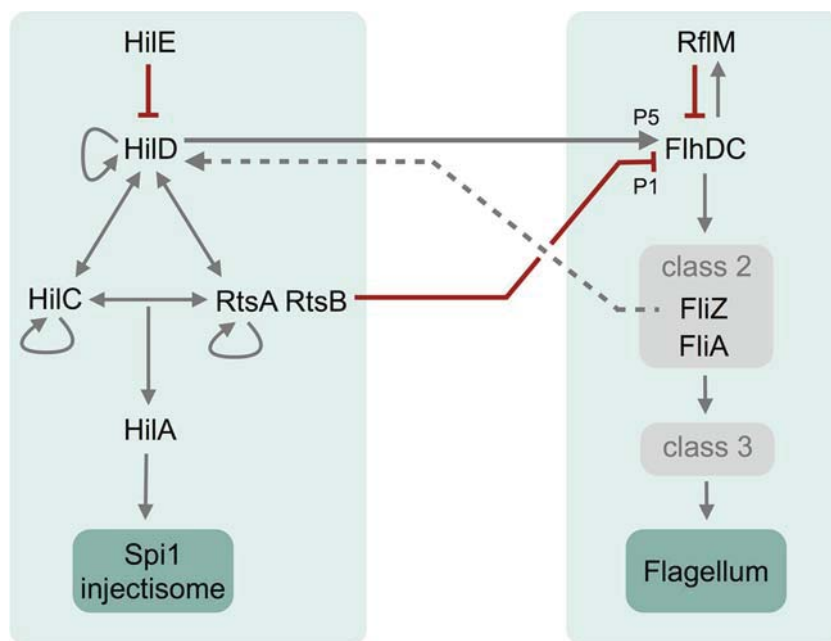 HilE
HilD
HilC
RtsA RtsB
HilA
Spi1
injectisome
RflM
P5
FlhDC
P1
class 2
FliZ
FliA
class 3
Flagellum